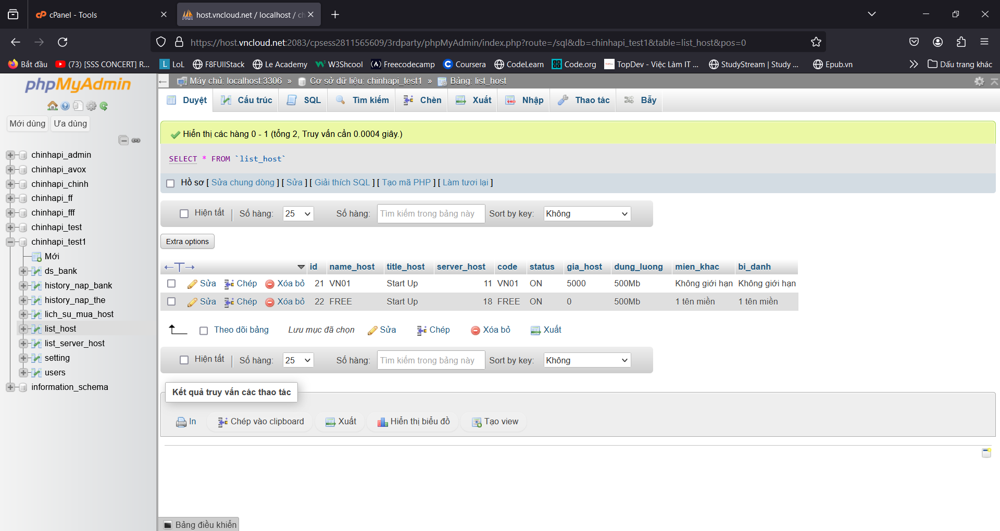 cPanel - Tools
host.vncloud.net / localhost / ch
https://host.vncloud.net:2083/cpsess2811565609/3rdparty/phpMyAdmin/index.php?route=/sql&db=chinhapi_test1&table=list_host&pos=0
Bắt đầu
(73) [SSS CONCERT] R...
L LoL
F8FUllStack
Le Academy
W3Shcool
Freecodecamp
C Coursera
CodeLearn
Code.org
TopDev - Việc Làm IT ...
StudyStream | Study ...
Epub.vn
Dấu trang khác
phpMyAdmin
Mới dùng Ưa dùng
chinhapi_admin
chinhapi_avox
chinhapi_chinh
chinhapi_ff
chinhapi_fff
chinhapi_test
chinhapi_test1
Mới
ds_bank
history_nap_bank
history_nap_the
lich_su_mua_host
list_host
list_server_host
setting
users
information_schema
Máy chủ: localhost:3306 » Cơ sở dữ liệu: chinhapi_test1 » Bảng: list_host
Duyệt Cấu trúc SQL Tìm kiếm Chèn Xuất Nhập Thao tác Bẫy
Hiển thị các hàng 0 - 1 (tổng 2, Truy vấn cần 0.0004 giây.)
SELECT * FROM `list_host`
Hồ sơ [ Sửa chung dòng ] [ Sửa ] [ Giải thích SQL ] [ Tạo mã PHP ] [ Làm tươi lại ]
Hiện tất | Số hàng: 25 Số hàng: Tìm kiếm trong bảng này Sort by key: Không
Extra options
←T→ id name_host title_host server_host code status gia_host dung_luong mien_khac bi_danh
Sửa Chép Xóa bỏ 21 VN01 Start Up 11 VN01 ON 5000 500Mb Không giới hạn Không giới hạn
Sửa Chép Xóa bỏ 22 FREE Start Up 18 FREE ON 0 500Mb 1 tên miền 1 tên miền
Theo dõi bảng Lưu mục đã chọn Sửa Chép Xóa bỏ Xuất
Hiện tất | Số hàng: 25 Số hàng: Tìm kiếm trong bảng này Sort by key: Không
Kết quả truy vấn các thao tác
In Chép vào clipboard Xuất Hiển thị biểu đồ Tạo view
Bảng điều khiển